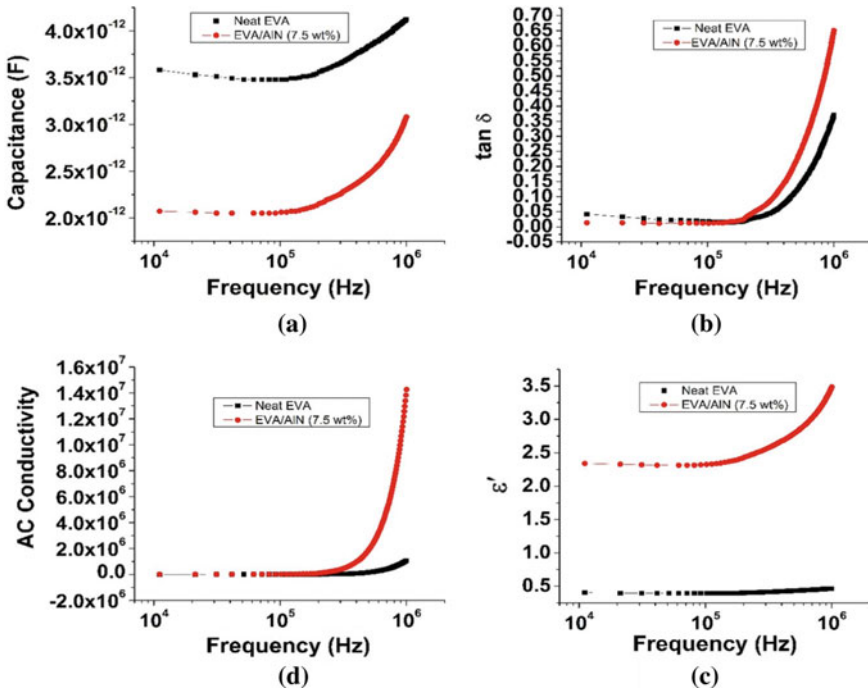 4.0x10⁻¹²
3.5x10⁻¹²
3.0x10⁻¹²
2.5x10⁻¹²
2.0x10⁻¹²
Capacitance (F)
Neat EVA
EVA/AlN (7.5 wt%)
10⁴ 10⁵ 10⁶
Frequency (Hz)
(a)
0.70
0.65
0.60
0.55
0.50
0.45
0.40
0.35
0.30
0.25
0.20
0.15
0.10
0.05
0.00
-0.05
tan δ
Neat EVA
EVA/AlN (7.5 wt%)
10⁴ 10⁵ 10⁶
Frequency (Hz)
(b)
1.6x10⁷
1.4x10⁷
1.2x10⁷
1.0x10⁷
8.0x10⁶
6.0x10⁶
4.0x10⁶
2.0x10⁶
0.0
-2.0x10⁶
AC Conductivity
Neat EVA
EVA/AlN (7.5 wt%)
10⁴ 10⁵ 10⁶
Frequency (Hz)
(d)
3.5
3.0
2.5
2.0
1.5
1.0
0.5
ε′
Neat EVA
EVA/AlN (7.5 wt%)
10⁴ 10⁵ 10⁶
Frequency (Hz)
(c)